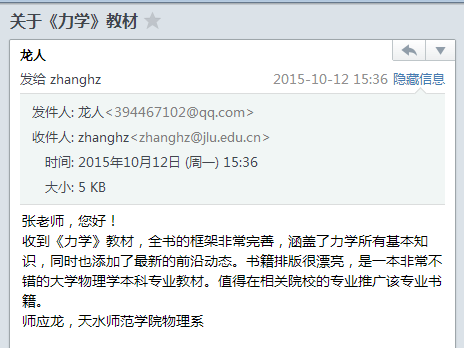 关于《力学》教材
龙人
发给 zhanghz
2015-10-12 15:36 隐藏信息
发件人: 龙人<394467102@qq.com>
收件人: zhanghz<zhanghz@jlu.edu.cn>
时间: 2015年10月12日 (周一) 15:36
大小: 5 KB
张老师，您好！
收到《力学》教材，全书的框架非常完善，涵盖了力学所有基本知
识，同时也添加了最新的前沿动态。书籍排版很漂亮，是一本非常不
错的大学物理学本科专业教材。值得在相关院校的专业推广该专业书
籍。
师应龙，天水师范学院物理系